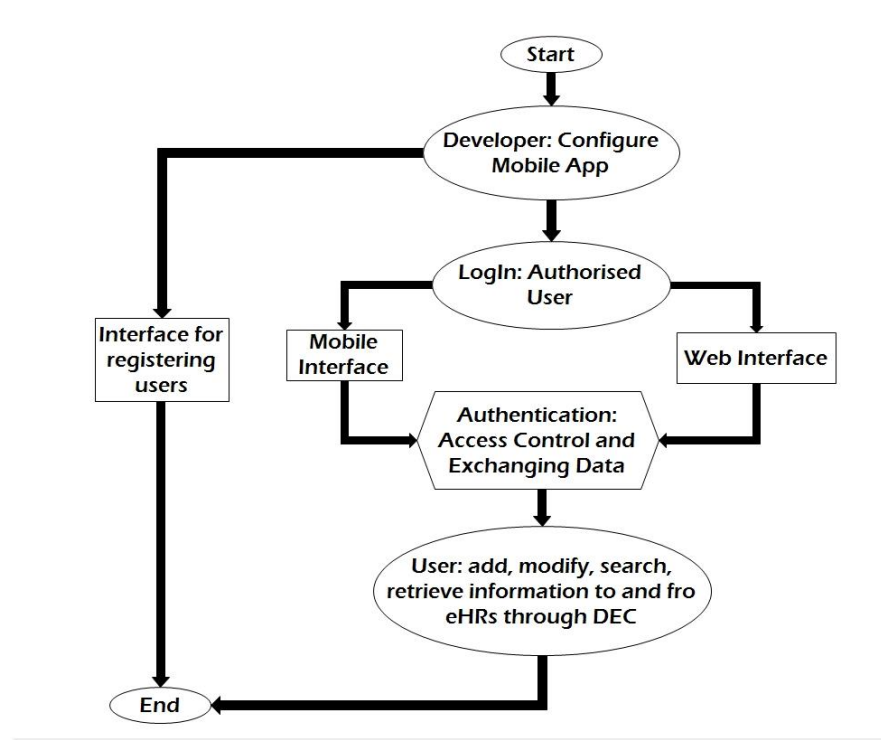 Start
Developer: Configure
Mobile App
LogIn: Authorised
User
Interface for
registering
users
Mobile
Interface
Web Interface
Authentication:
Access Control and
Exchanging Data
User: add, modify, search,
retrieve information to and fro
eHRs through DEC
End